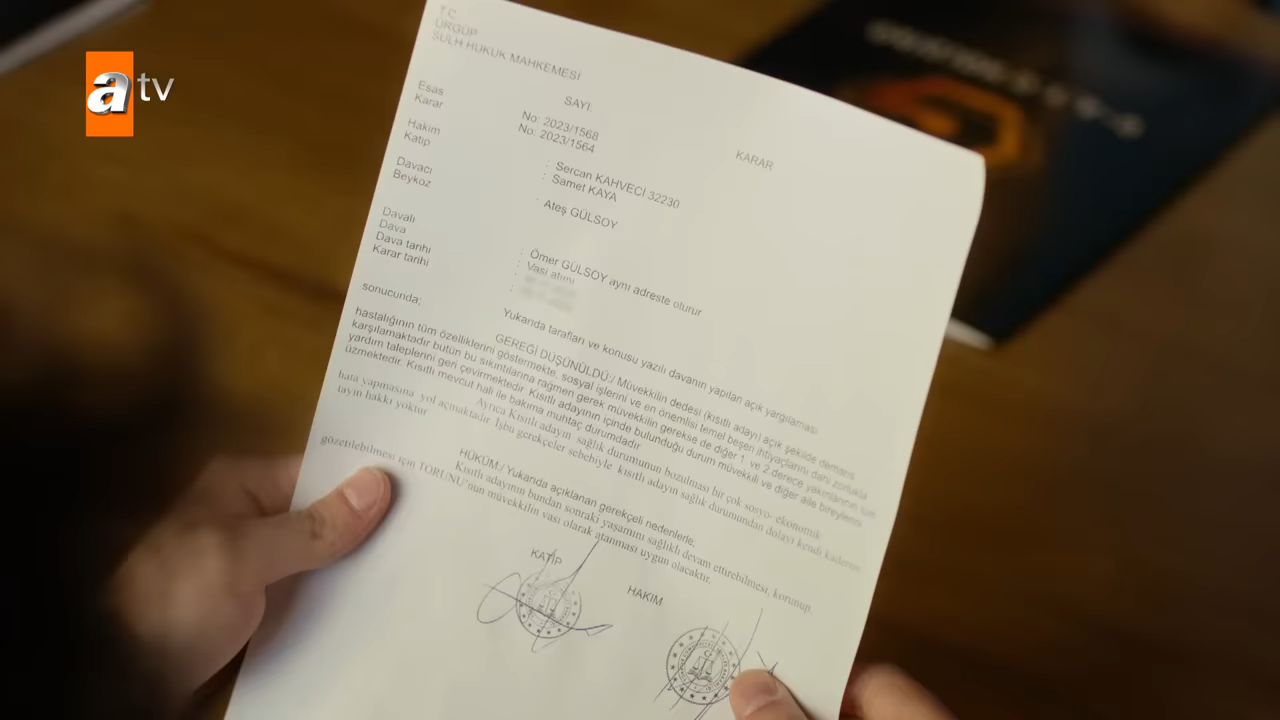 atv
T.C.
ÜRGÜP
SULH HUKUK MAHKEMESİ
SAYI:
KARAR
Esas No: 2023/1568
Karar No: 2023/1564
Hakim : Sercan KAHVECİ 32230
Katip : Samet KAYA
Davacı : Ateş GÜLSOY
Beykoz
Davalı : Ömer GÜLSOY aynı adreste oturur
Dava : Vasi atımı
Dava tarihi :
Karar tarihi :
Yukarıda tarafları ve konusu yazılı davanın yapılan açık yargılaması
sonucunda;
GEREĞİ DÜŞÜNÜLDÜ:/ Müvekkilin dedesi (kısıtlı aday) açık şekilde demans
hastalığının tüm özelliklerini göstermekte, sosyal işlerini ve en önemlisi temel beşeri ihtiyaçlarını dahi zorlukla
karşılamaktadır bütün bu sıkıntılarına rağmen gerek müvekkilin gerekse de diğer 1. ve 2.derece yakınlarının tüm
yardım taleplerini geri çevirmektedir. Kısıtlı adayının içinde bulunduğu durum müvekkili ve diğer aile bireylerini
üzmektedir. Kısıtlı mevcut hali ile bakıma muhtaç durumdadır
Ayrıca Kısıtlı adayın sağlık durumunun bozulması bir çok sosyo- ekonomik
hata yapmasına yol açmaktadır. İşbu gerekçeler sebebiyle kısıtlı adayın sağlık durumundan dolayı kendi kaderini
tayin hakkı yoktur
HÜKÜM:/ Yukarıda açıklanan gerekçeli nedenlerle;
Kısıtlı adayının bundan sonraki yaşamını sağlıklı devam ettirebilmesi, korunup,
gözetilebilmesi için TORUNU'nün müvekkilin vasi olarak atanması uygun olacaktır.
KATİP
HAKİM